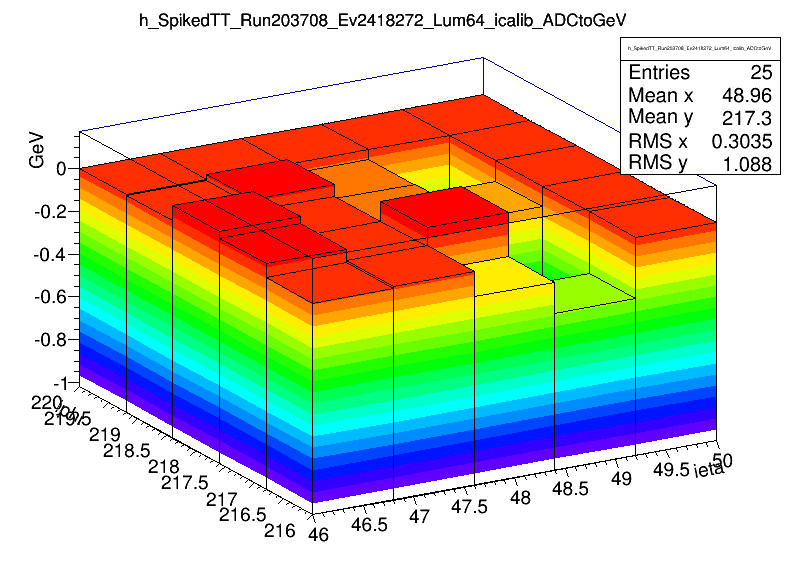 h_SpikedTT_Run203708_Ev2418272_Lum64_icalib_ADCtoGeV
h_SpikedTT_Run203708_Ev2418272_Lum64_icalib_ADCtoGeV
Entries 25
Mean x 48.96
Mean y 217.3
RMS x 0.3035
RMS y 1.088
GeV
0
-0.2
-0.4
-0.6
-0.8
-1
220
iphi
219.5
219
218.5
218
217.5
217
216.5
216
46
46.5
47
47.5
48
48.5
49
49.5
ieta
50